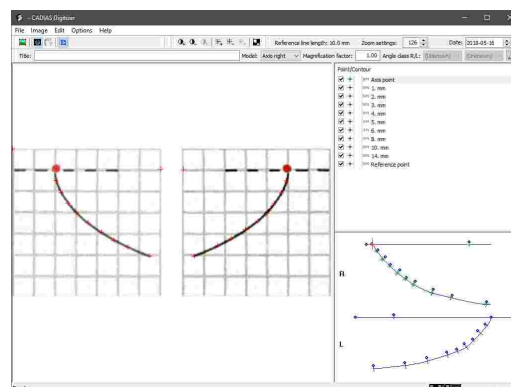 - CADIAS Digitizer
File Image Edit Options Help
Reference line length: 10.0 mm Zoom settings: 126 Date: 2018-05-16
Title: Model: Axis right Magnification factor: 1.00 Angle class R/L: (Unknown) (Unknown)
Point/Contour
Axis point
1. mm
2. mm
3. mm
4. mm
5. mm
6. mm
8. mm
10. mm
14. mm
Reference point
R
L